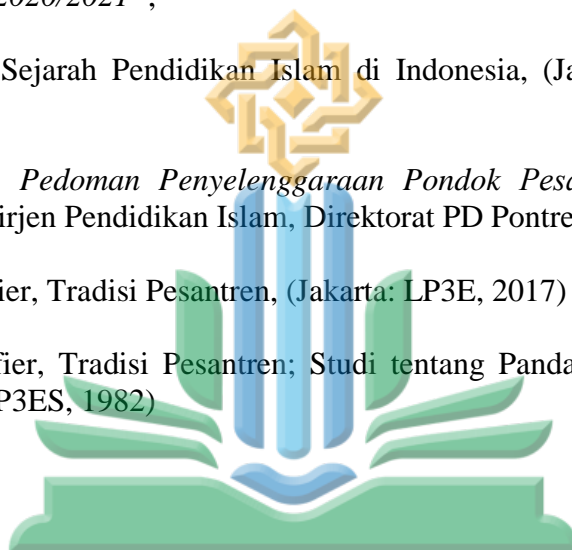 2020/2021",
Sejarah Pendidikan Islam di Indonesia, (Ja
Pedoman Penyelenggaraan Pondok Pesa
irjen Pendidikan Islam, Direktorat PD Pontre
ier, Tradisi Pesantren, (Jakarta: LP3E, 2017)
fier, Tradisi Pesantren; Studi tentang Panda
P3ES, 1982)